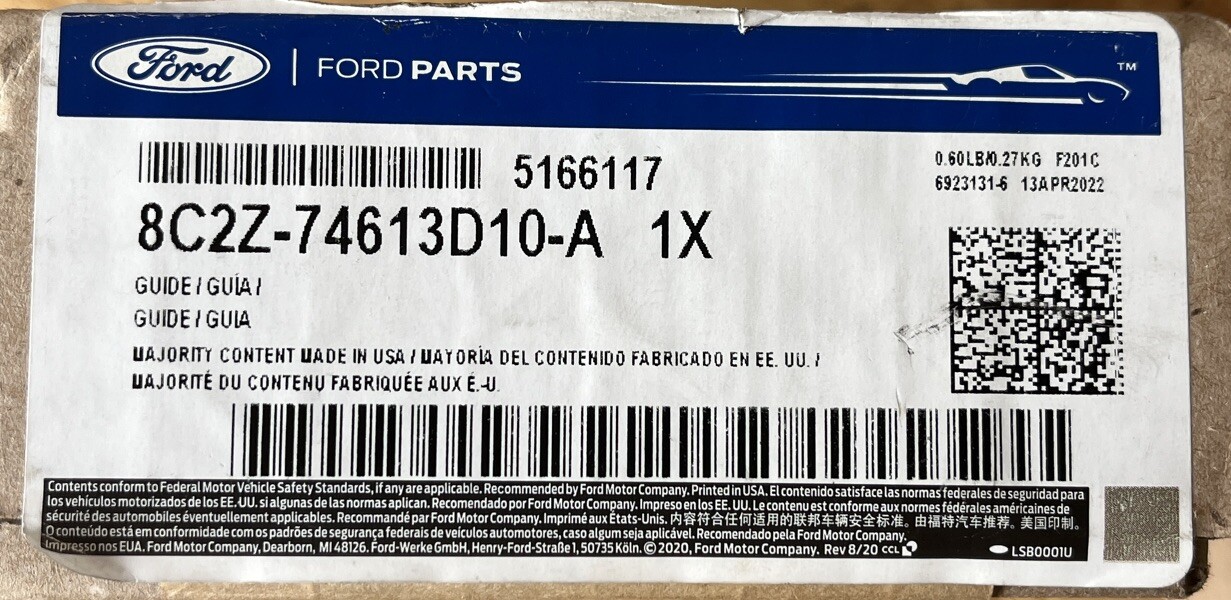 Ford | FORD PARTS ™
5166117
0.60LB/0.27KG F201C
6923131-6 13APR2022
8C2Z-74613D10-A 1X
GUIDE / GUÍA /
GUIDE / GUIA
MAJORITY CONTENT MADE IN USA / MAYORÍA DEL CONTENIDO FABRICADO EN EE. UU. /
MAJORITÉ DU CONTENU FABRIQUÉE AUX É.-U.
Contents conform to Federal Motor Vehicle Safety Standards, if any are applicable. Recommended by Ford Motor Company. Printed in USA. El contenido satisface las normas federales de seguridad para
los vehículos motorizados de los EE.UU. si algunas de las normas aplican. Recomendado por Ford Motor Company. Impreso en los EE. UU. Le contenu est conforme aux normes fédérales américaines de
sécurité des automobiles éventuellement applicables. Recommandé par Ford Motor Company. Imprimé aux États-Unis. 内容符合任何适用的联邦车辆安全标准。由福特汽车推荐。美国印制。
O conteúdo está em conformidade com os padrões de segurança federais de veículos automotores, caso algum seja aplicável. Recomendado pela Ford Motor Company.
Impresso nos EUA. Ford Motor Company, Dearborn, MI 48126. Ford-Werke GmbH, Henry-Ford-Straße 1, 50735 Köln. © 2020, Ford Motor Company. Rev 8/20 CCL
LSB0001U